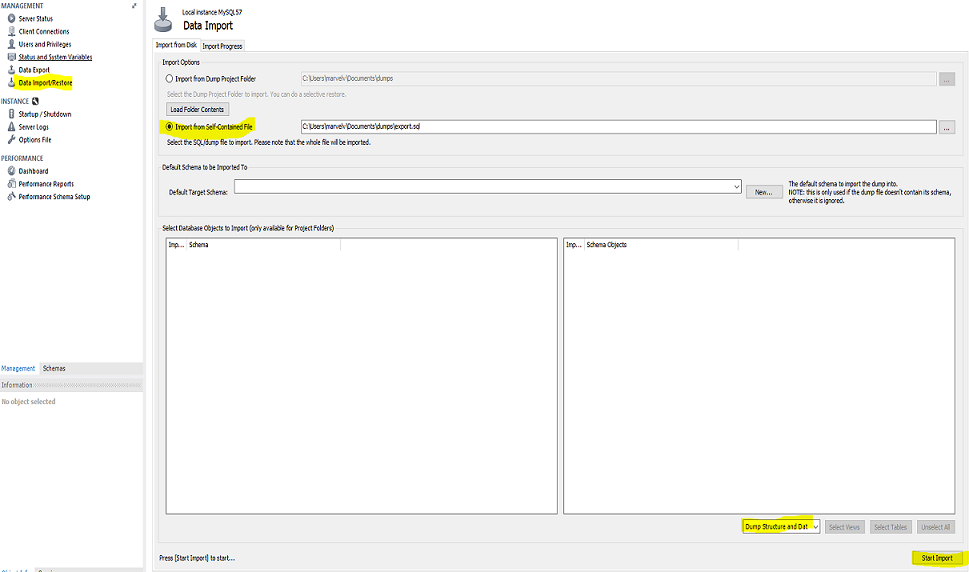 MANAGEMENT
Server Status
Client Connections
Users and Privileges
Status and System Variables
Data Export
Data Import/Restore
INSTANCE
Startup / Shutdown
Server Logs
Options File
PERFORMANCE
Dashboard
Performance Reports
Performance Schema Setup
Management Schemas
Information
No object selected
Local instance MySQL57
Data Import
Import from Disk Import Progress
Import Options
Import from Dump Project Folder C:\Users\marvelv\Documents\dumps ...
Select the Dump Project Folder to import. You can do a selective restore.
Load Folder Contents
Import from Self-Contained File C:\Users\marvelv\Documents\dumps\export.sql ...
Select the SQL/dump file to import. Please note that the whole file will be imported.
Default Schema to be Imported To
Default Target Schema: New...
The default schema to import the dump into.
NOTE: this is only used if the dump file doesn't contain its schema,
otherwise it is ignored.
Select Database Objects to Import (only available for Project Folders)
Imp... Schema
Imp... Schema Objects
Dump Structure and Dat Select Views Select Tables Unselect All
Press [Start Import] to start...
Start Import